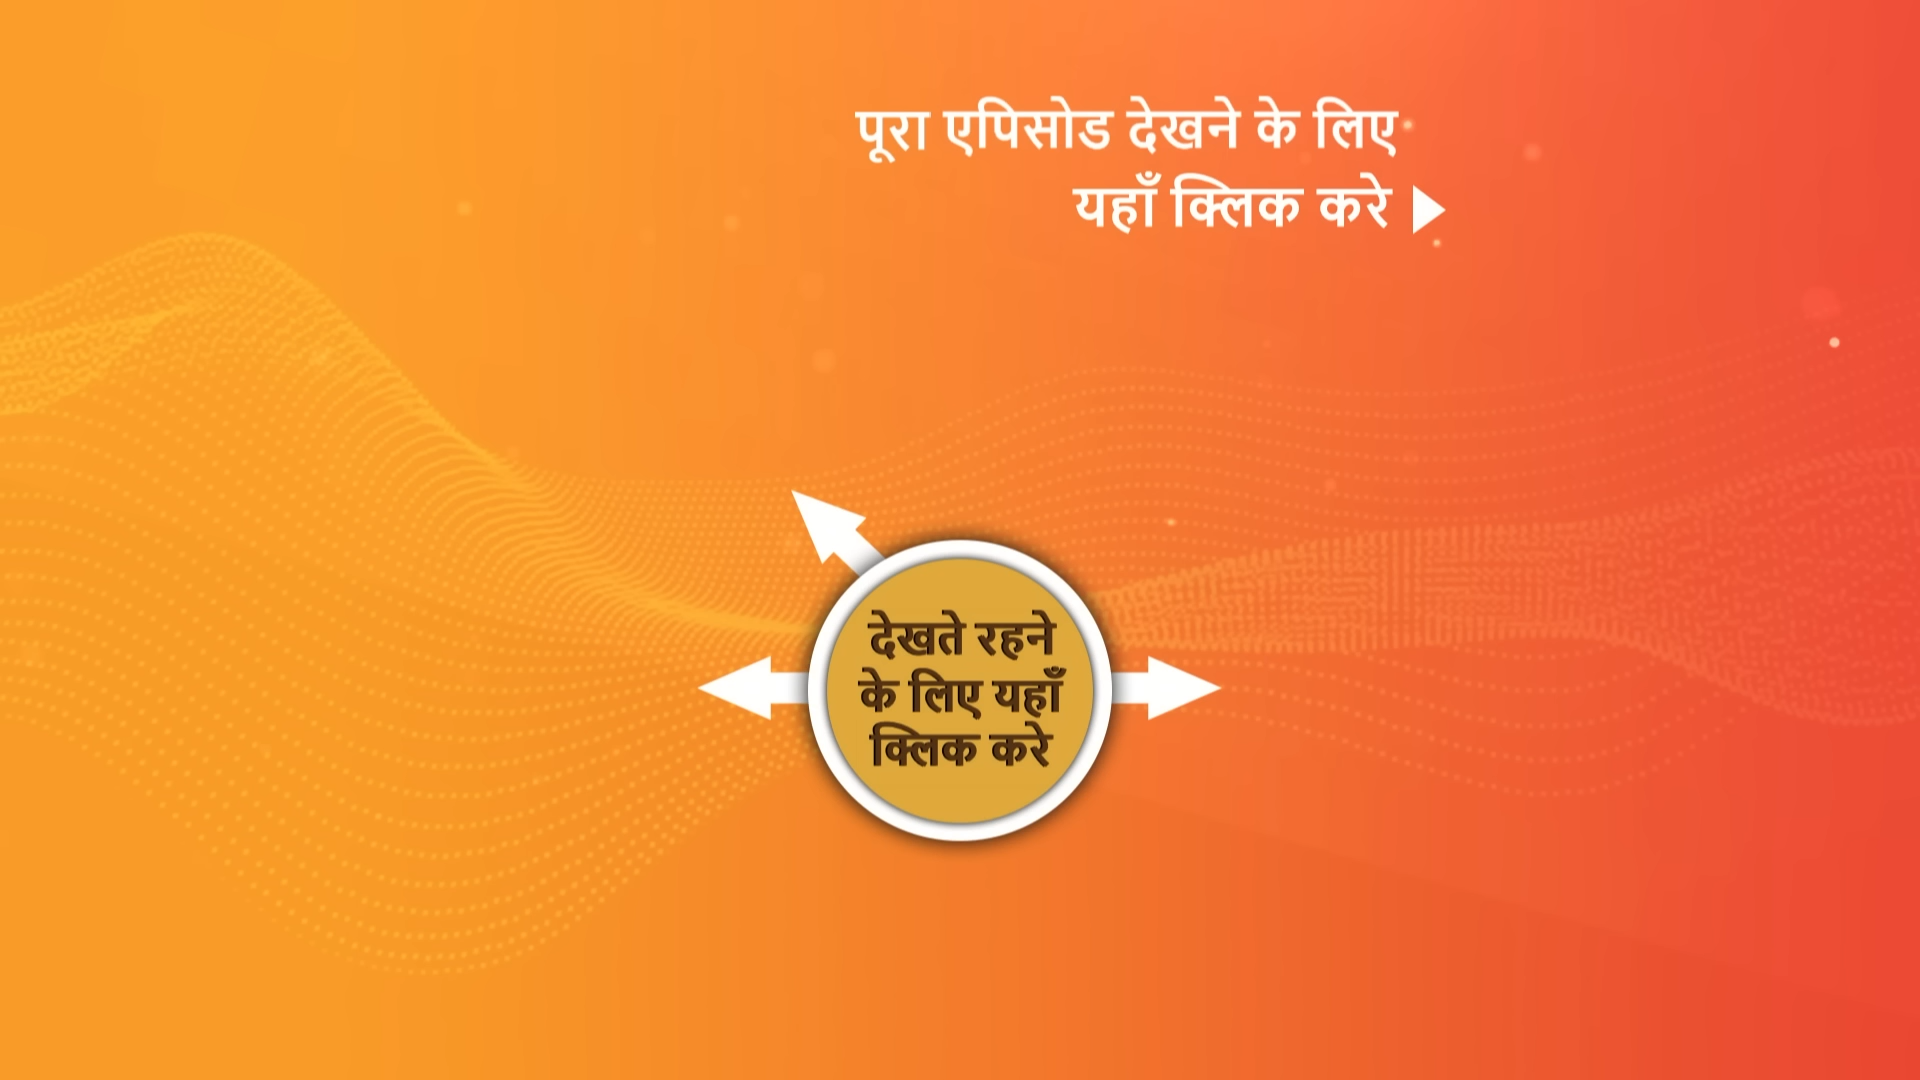 पूरा एपिसोड देखने के लिए
यहाँ क्लिक करे
देखते रहने
के लिए यहाँ
क्लिक करे